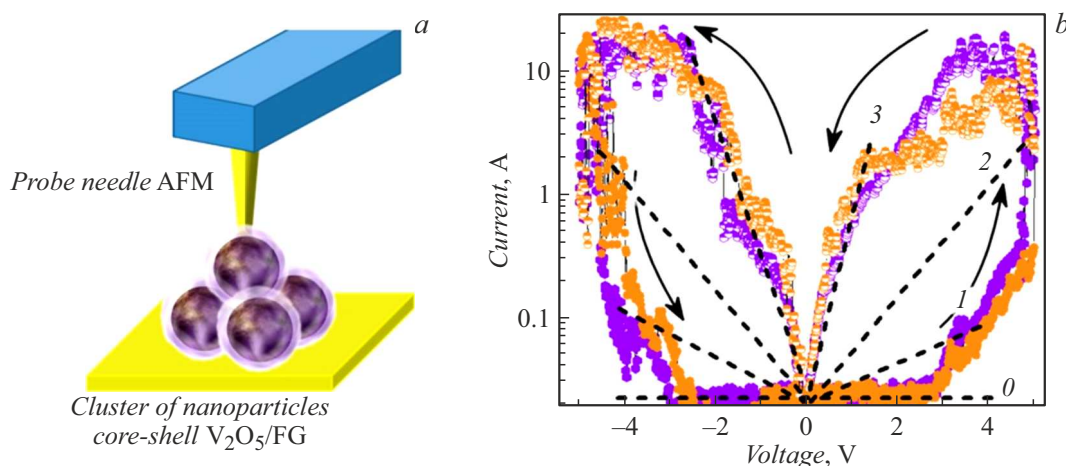 a
Probe needle AFM
Cluster of nanoparticles
core-shell V₂O₅/FG
b
10
1
0.1
Current, A
3
2
1
0
−4
−2
0
2
4
Voltage, V